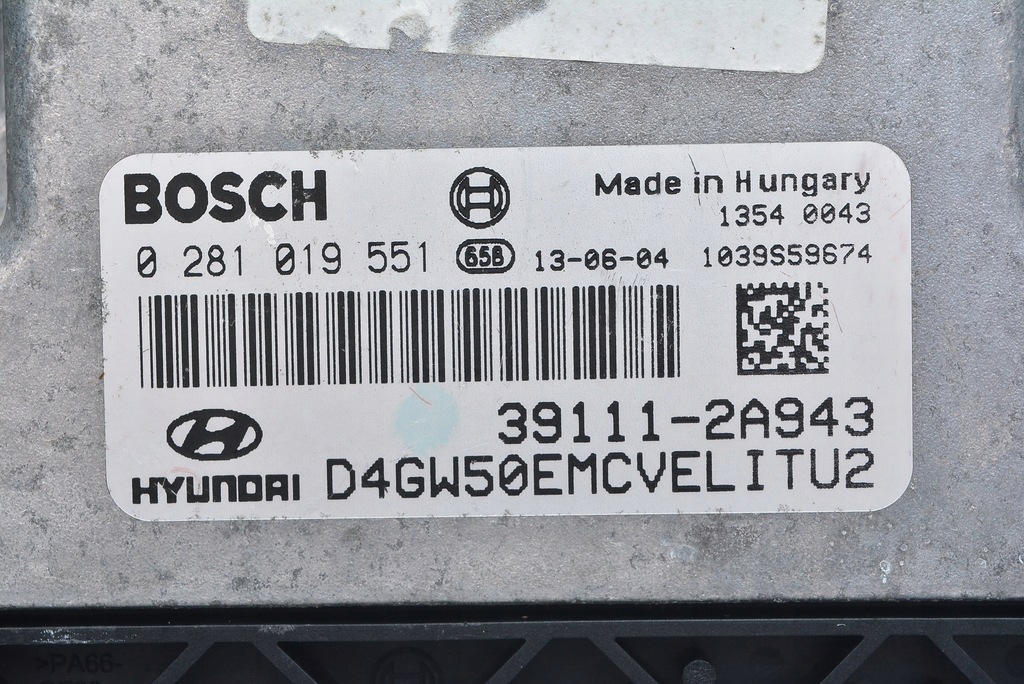 BOSCH
Made in Hungary
1354 0043
0 281 019 551
658
13-06-04
1039S59674
39111-2A943
HYUNDAI
D4GW50EMCVELITU2
>PA66-